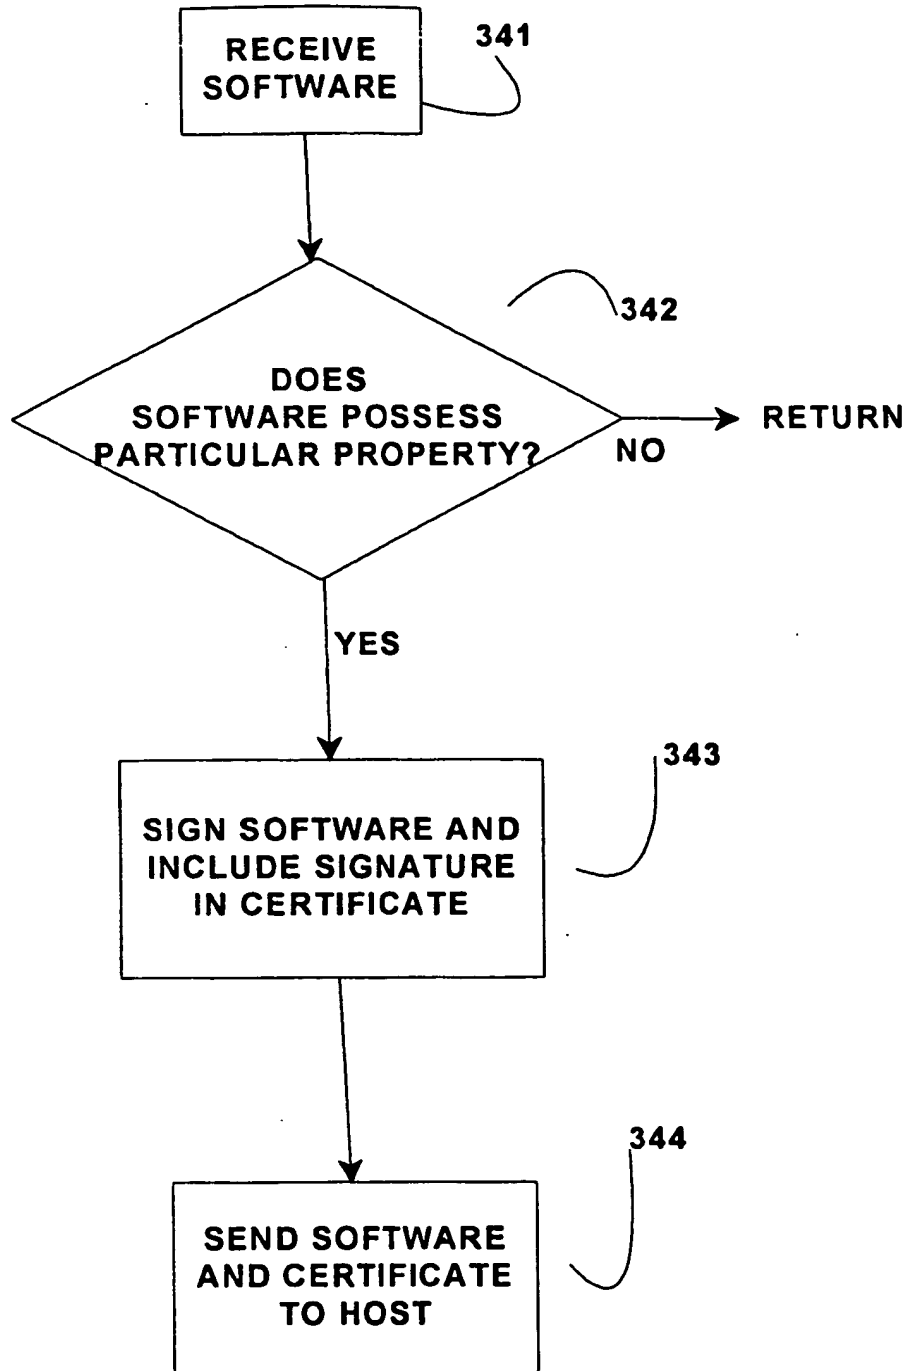 RECEIVE
SOFTWARE
341
342
DOES
SOFTWARE POSSESS
PARTICULAR PROPERTY?
RETURN
NO
YES
343
SIGN SOFTWARE AND
INCLUDE SIGNATURE
IN CERTIFICATE
344
SEND SOFTWARE
AND CERTIFICATE
TO HOST